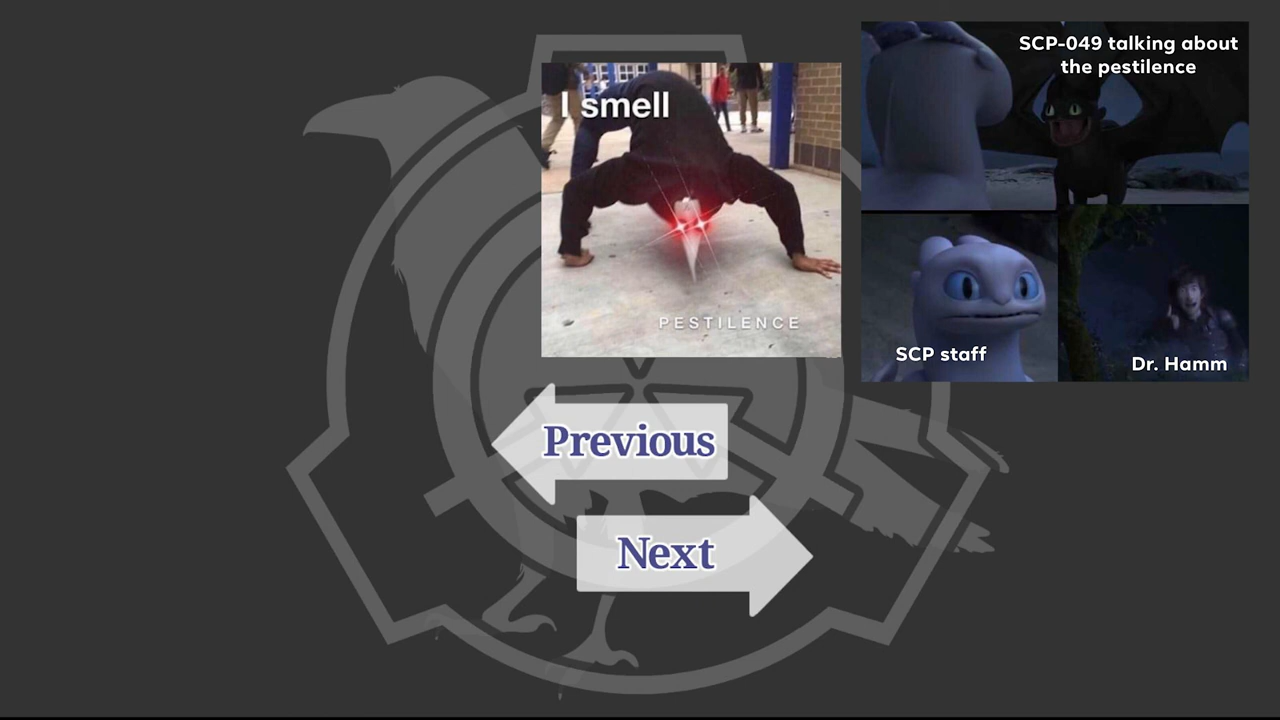 I smell
PESTILENCE
SCP-049 talking about
the pestilence
SCP staff
Dr. Hamm
Previous
Next